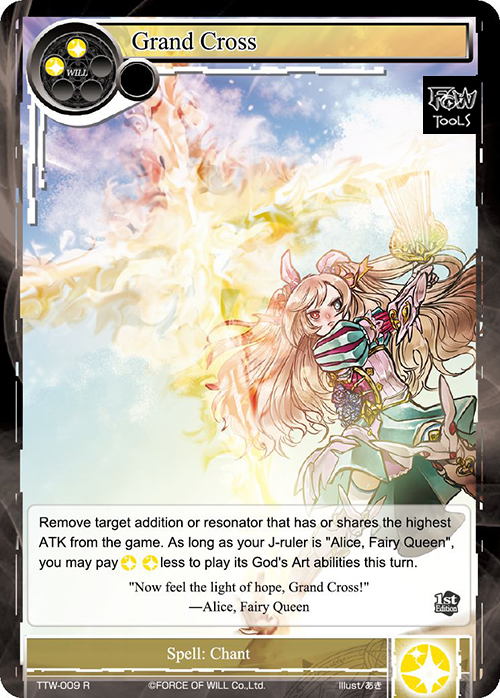 Grand Cross
WILL
FoW
TOOLS
Remove target addition or resonator that has or shares the highest
ATK from the game. As long as your J-ruler is "Alice, Fairy Queen",
you may pay less to play its God's Art abilities this turn.
"Now feel the light of hope, Grand Cross!"
—Alice, Fairy Queen
1st
Edition
Spell: Chant
TTW-009 R ©FORCE OF WILL Co.,Ltd. Illust/あき